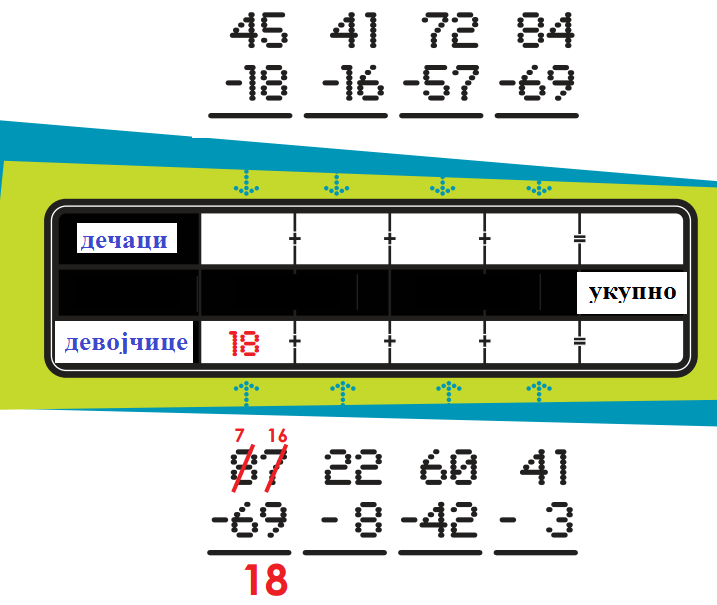 45 41 72 84
-18 -16 -57 -69
дечаци + + + =
укупно
девојчице 18 + + + =
7 16
87 22 60 41
-69 - 8 -42 - 3
18